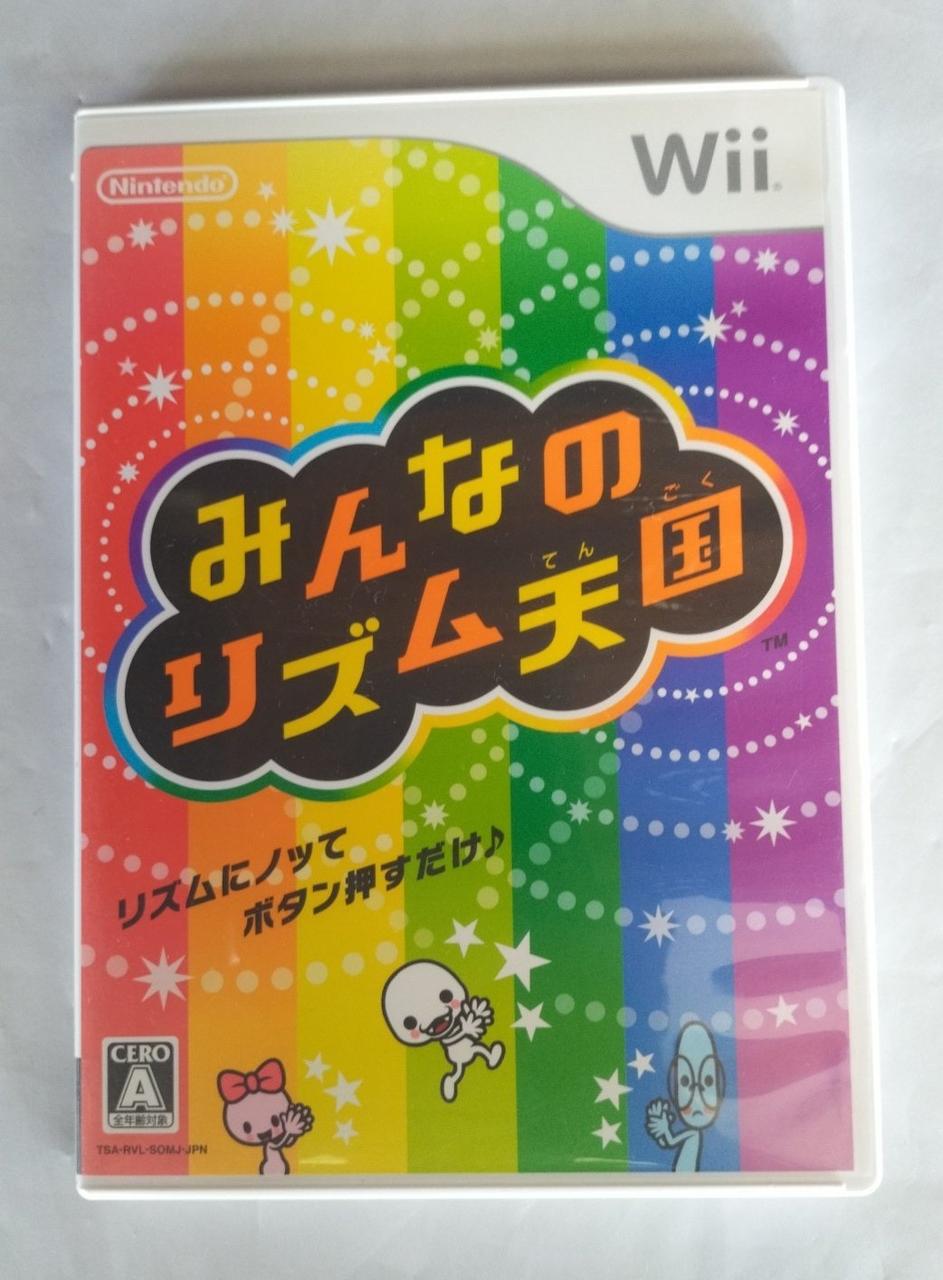 Nintendo
Wii
みんなの
ごく
リズム天国
てん
TM
リズムにノッて
ボタン押すだけ♪
CERO
A
全年齢対象
TSA-RVL-SOMJ-JPN